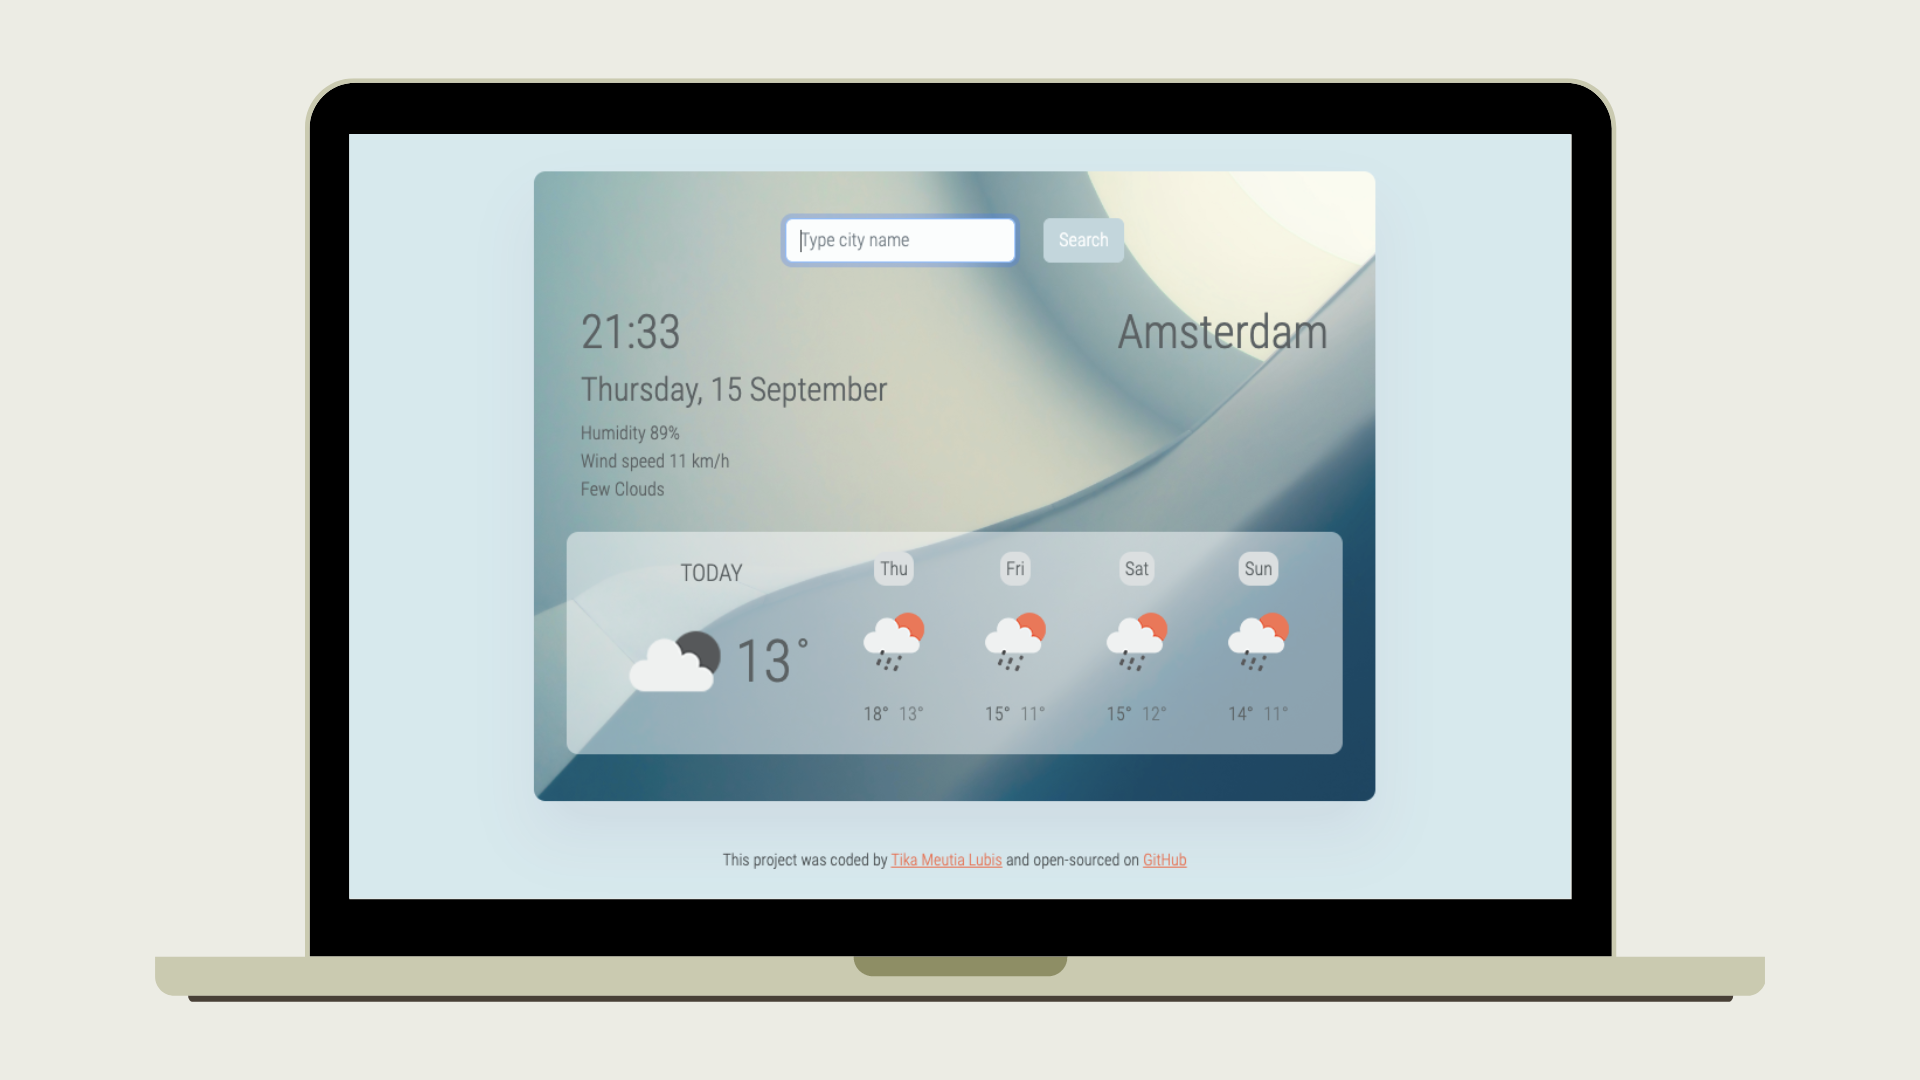 Type city name
Search
21:33
Amsterdam
Thursday, 15 September
Humidity 89%
Wind speed 11 km/h
Few Clouds
TODAY
Thu
Fri
Sat
Sun
13°
18° 13°
15° 11°
15° 12°
14° 11°
This project was coded by Tika Meutia Lubis and open-sourced on GitHub